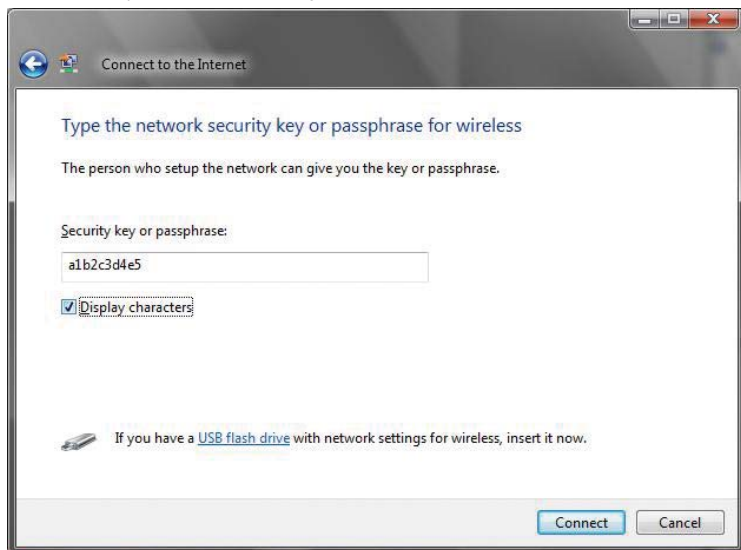 Connect to the Internet
Type the network security key or passphrase for wireless
The person who setup the network can give you the key or passphrase.
Security key or passphrase:
a1b2c3d4e5
Display characters
If you have a USB flash drive with network settings for wireless, insert it now.
Connect
Cancel